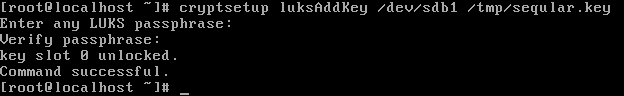 [root@localhost ~]# cryptsetup luksAddKey /dev/sdb1 /tmp/seqular.key
Enter any LUKS passphrase:
Verify passphrase:
key slot 0 unlocked.
Command successful.
[root@localhost ~]# _